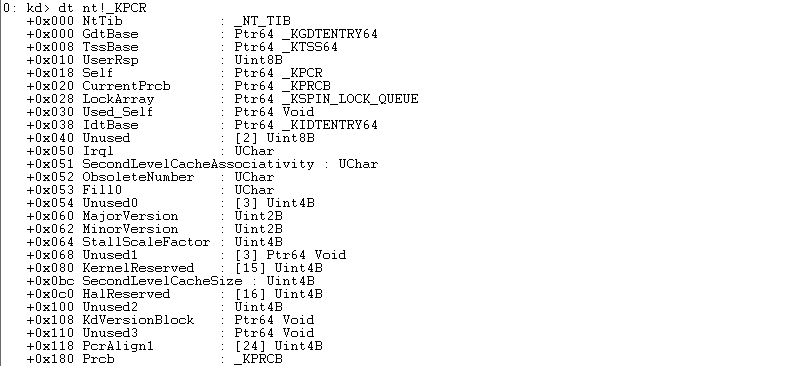 0: kd> dt nt!_KPCR
   +0x000 NtTib            : _NT_TIB
   +0x000 GdtBase          : Ptr64 _KGDTENTRY64
   +0x008 TssBase          : Ptr64 _KTSS64
   +0x010 UserRsp          : Uint8B
   +0x018 Self             : Ptr64 _KPCR
   +0x020 CurrentPrcb      : Ptr64 _KPRCB
   +0x028 LockArray        : Ptr64 _KSPIN_LOCK_QUEUE
   +0x030 Used_Self        : Ptr64 Void
   +0x038 IdtBase          : Ptr64 _KIDTENTRY64
   +0x040 Unused           : [2] Uint8B
   +0x050 Irql             : UChar
   +0x051 SecondLevelCacheAssociativity : UChar
   +0x052 ObsoleteNumber   : UChar
   +0x053 Fill0            : UChar
   +0x054 Unused0          : [3] Uint4B
   +0x060 MajorVersion     : Uint2B
   +0x062 MinorVersion     : Uint2B
   +0x064 StallScaleFactor : Uint4B
   +0x068 Unused1          : [3] Ptr64 Void
   +0x080 KernelReserved   : [15] Uint4B
   +0x0bc SecondLevelCacheSize : Uint4B
   +0x0c0 HalReserved      : [16] Uint4B
   +0x100 Unused2          : Uint4B
   +0x108 KdVersionBlock   : Ptr64 Void
   +0x110 Unused3          : Ptr64 Void
   +0x118 PcrAlign1        : [24] Uint4B
   +0x180 Prcb             : _KPRCB